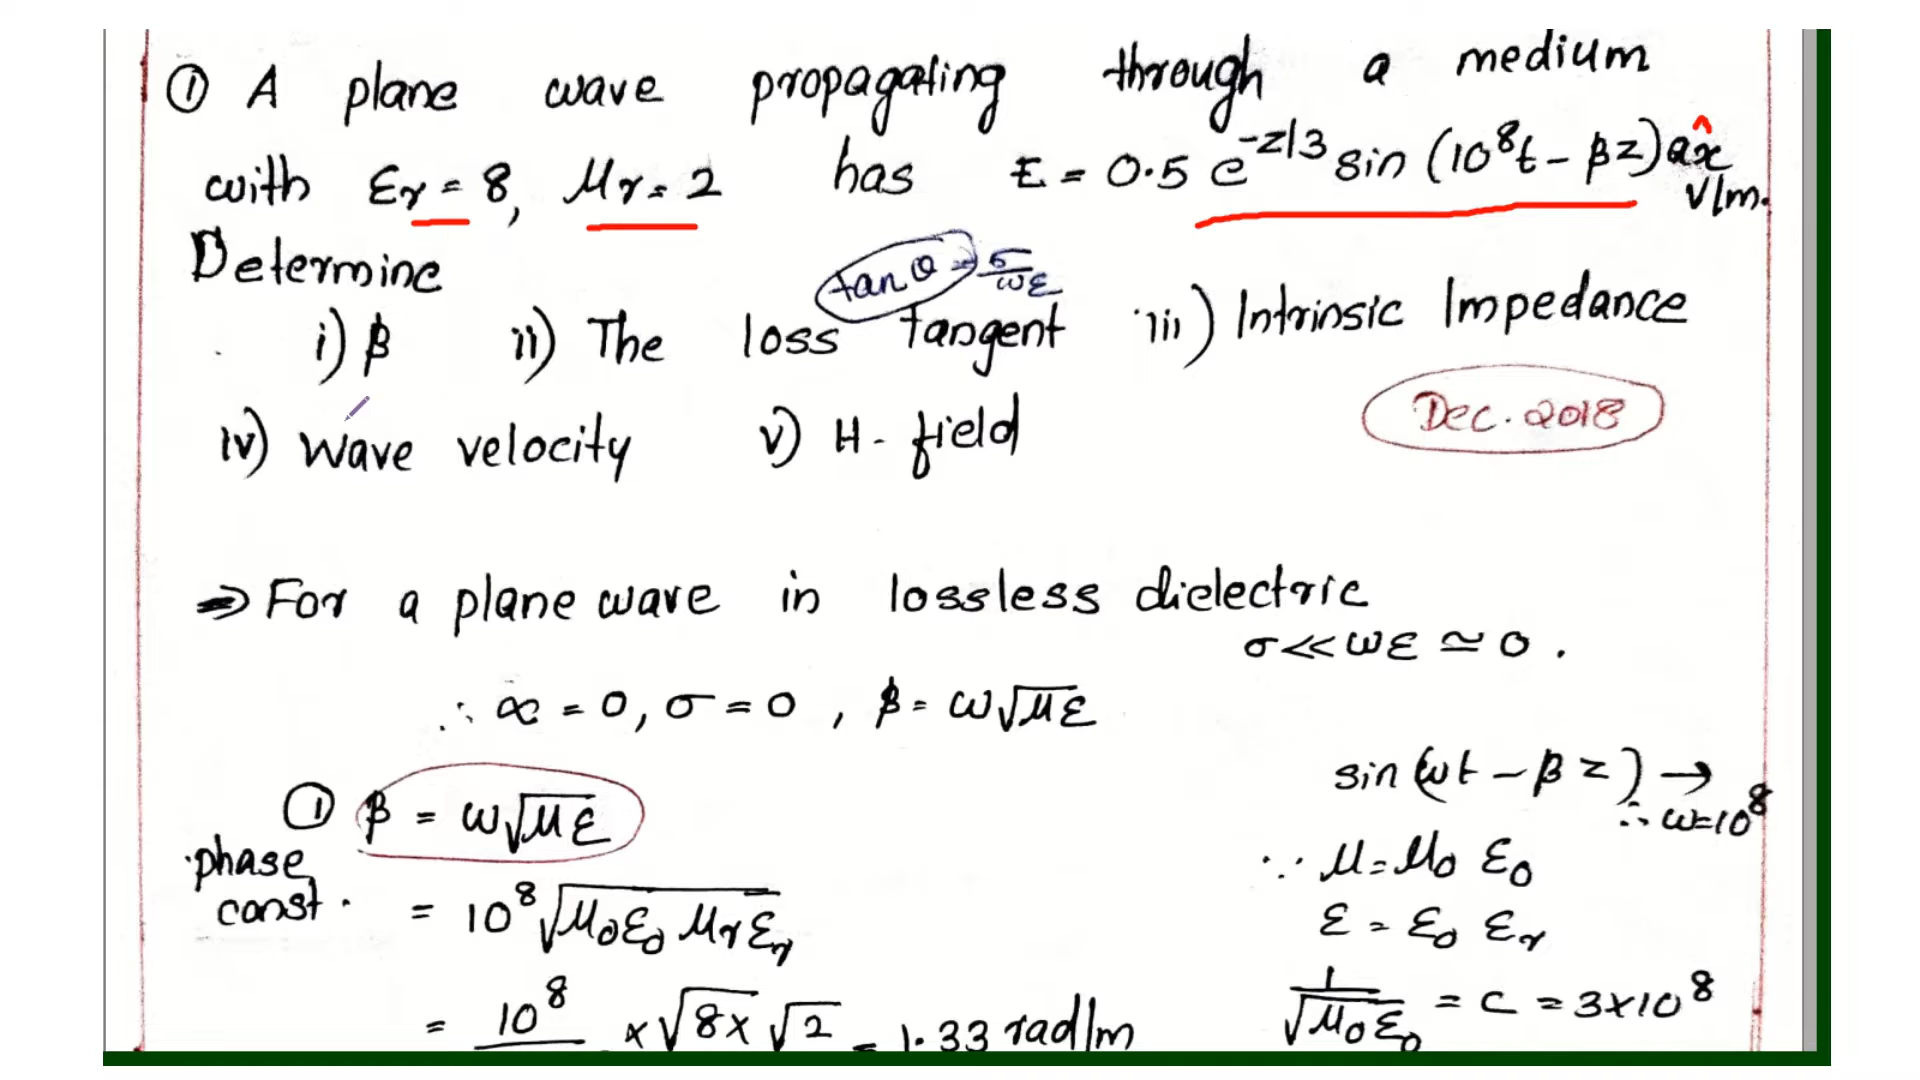 ① A plane wave propagating through a medium
with Er = 8, μr = 2 has E = 0.5 e^-z/3 sin (10^8t - βz) ax̂ V/m.
Determine
tan θ = σ/ωε
i) β ii) The loss tangent iii) Intrinsic Impedance
iv) Wave velocity v) H - field
Dec. 2018
⇒ For a plane wave in lossless dielectric
σ << ωε ≃ 0 .
∴ α = 0, σ = 0 , β = ω√με
sin (ωt - βz) →
∴ ω = 10^8
① β = ω√με
phase const.
∵ μ = μ0 ε0
= 10^8 √μ0ε0 μrεr
ε = ε0 εr
= 10^8 × √8× √2 = 1.33 rad/m
1/√μ0ε0 = c = 3×10^8